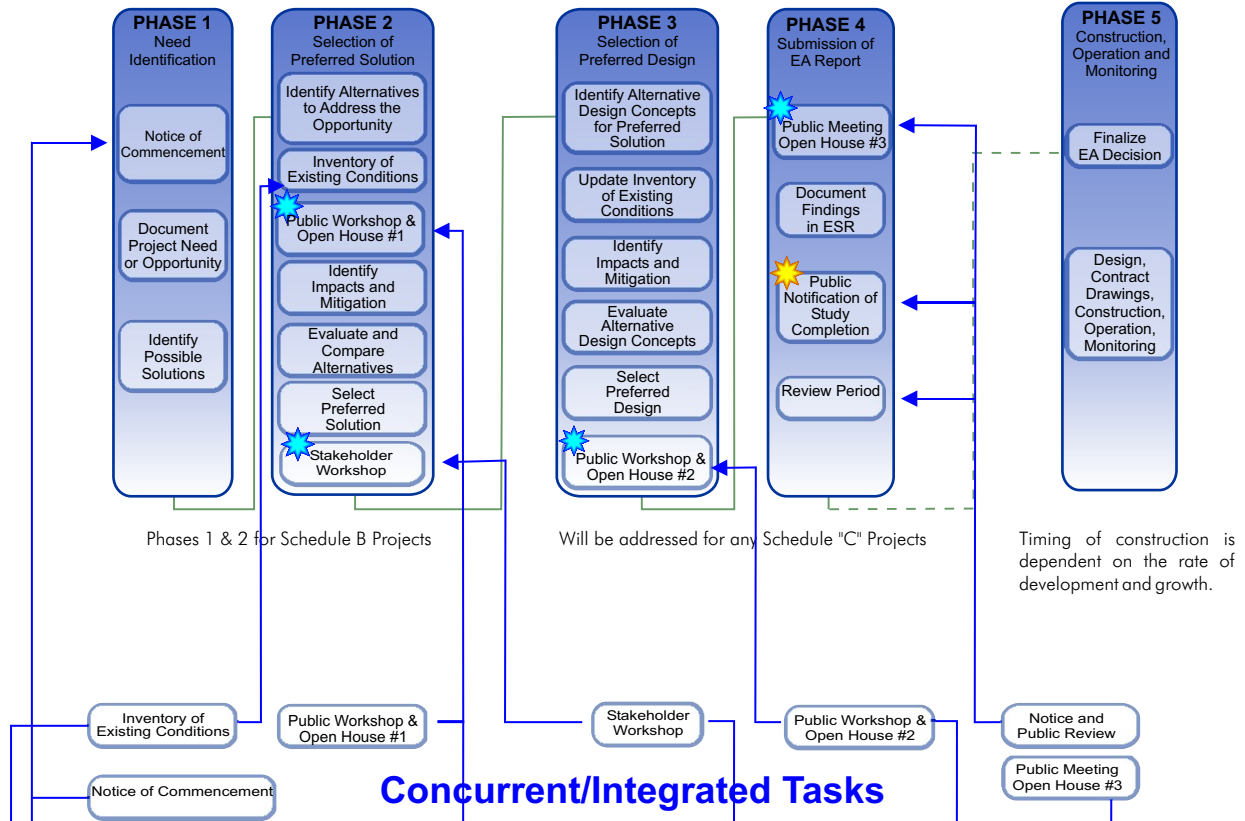 PHASE 1
Need
Identification
Notice of
Commencement
Document
Project Need
or Opportunity
Identify
Possible
Solutions
PHASE 2
Selection of
Preferred Solution
Identify Alternatives
to Address the
Opportunity
Inventory of
Existing Conditions
Public Workshop &
Open House #1
Identify
Impacts and
Mitigation
Evaluate and
Compare
Alternatives
Select
Preferred
Solution
Stakeholder
Workshop
PHASE 3
Selection of
Preferred Design
Identify Alternative
Design Concepts
for Preferred
Solution
Update Inventory
of Existing
Conditions
Identify
Impacts and
Mitigation
Evaluate
Alternative
Design Concepts
Select
Preferred
Design
Public Workshop &
Open House #2
PHASE 4
Submission of
EA Report
Public Meeting
Open House #3
Document
Findings
in ESR
Public
Notification of
Study
Completion
Review Period
PHASE 5
Construction,
Operation and
Monitoring
Finalize
EA Decision
Design,
Contract
Drawings,
Construction,
Operation,
Monitoring
Phases 1 & 2 for Schedule B Projects
Will be addressed for any Schedule "C" Projects
Timing of construction is
dependent on the rate of
development and growth.
Inventory of
Existing Conditions
Public Workshop &
Open House #1
Stakeholder
Workshop
Public Workshop &
Open House #2
Notice and
Public Review
Notice of Commencement
Concurrent/Integrated Tasks
Public Meeting
Open House #3